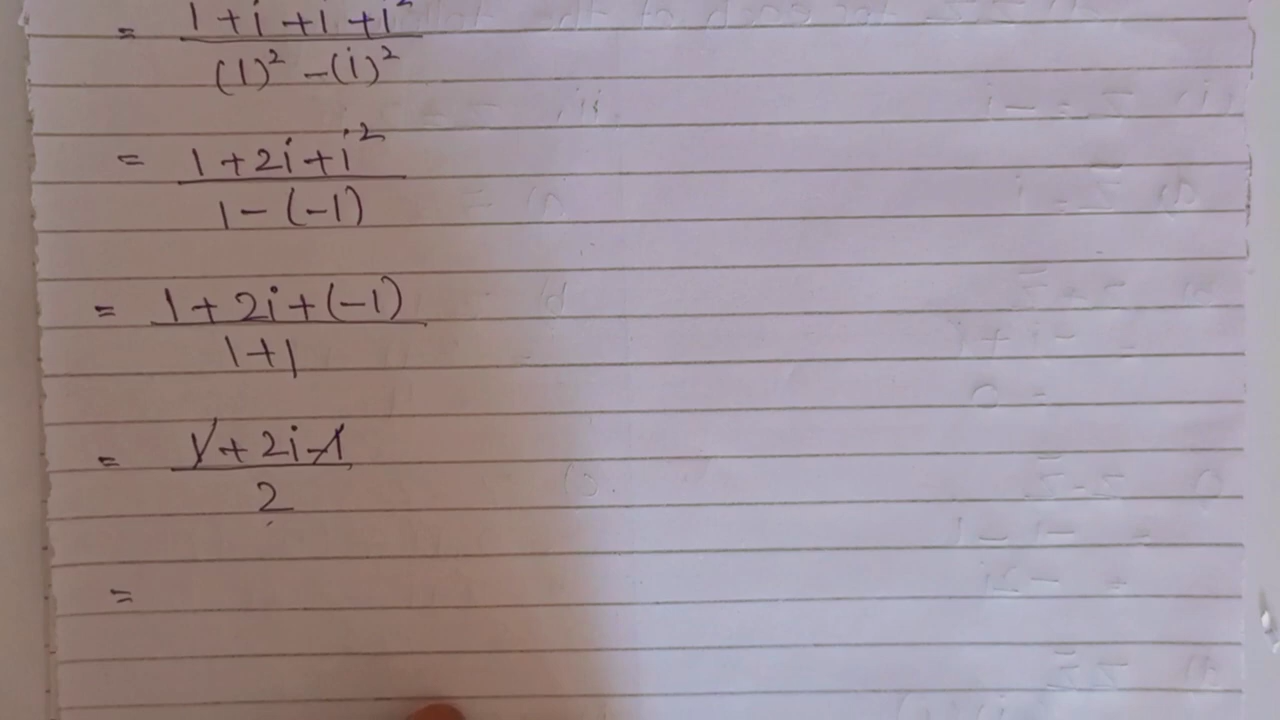 = 1 + i + i + i²
(1)² - (i)²
= 1 + 2i + i²
1 - (-1)
= 1 + 2i + (-1)
1 + 1
= 1 + 2i - 1
2
=